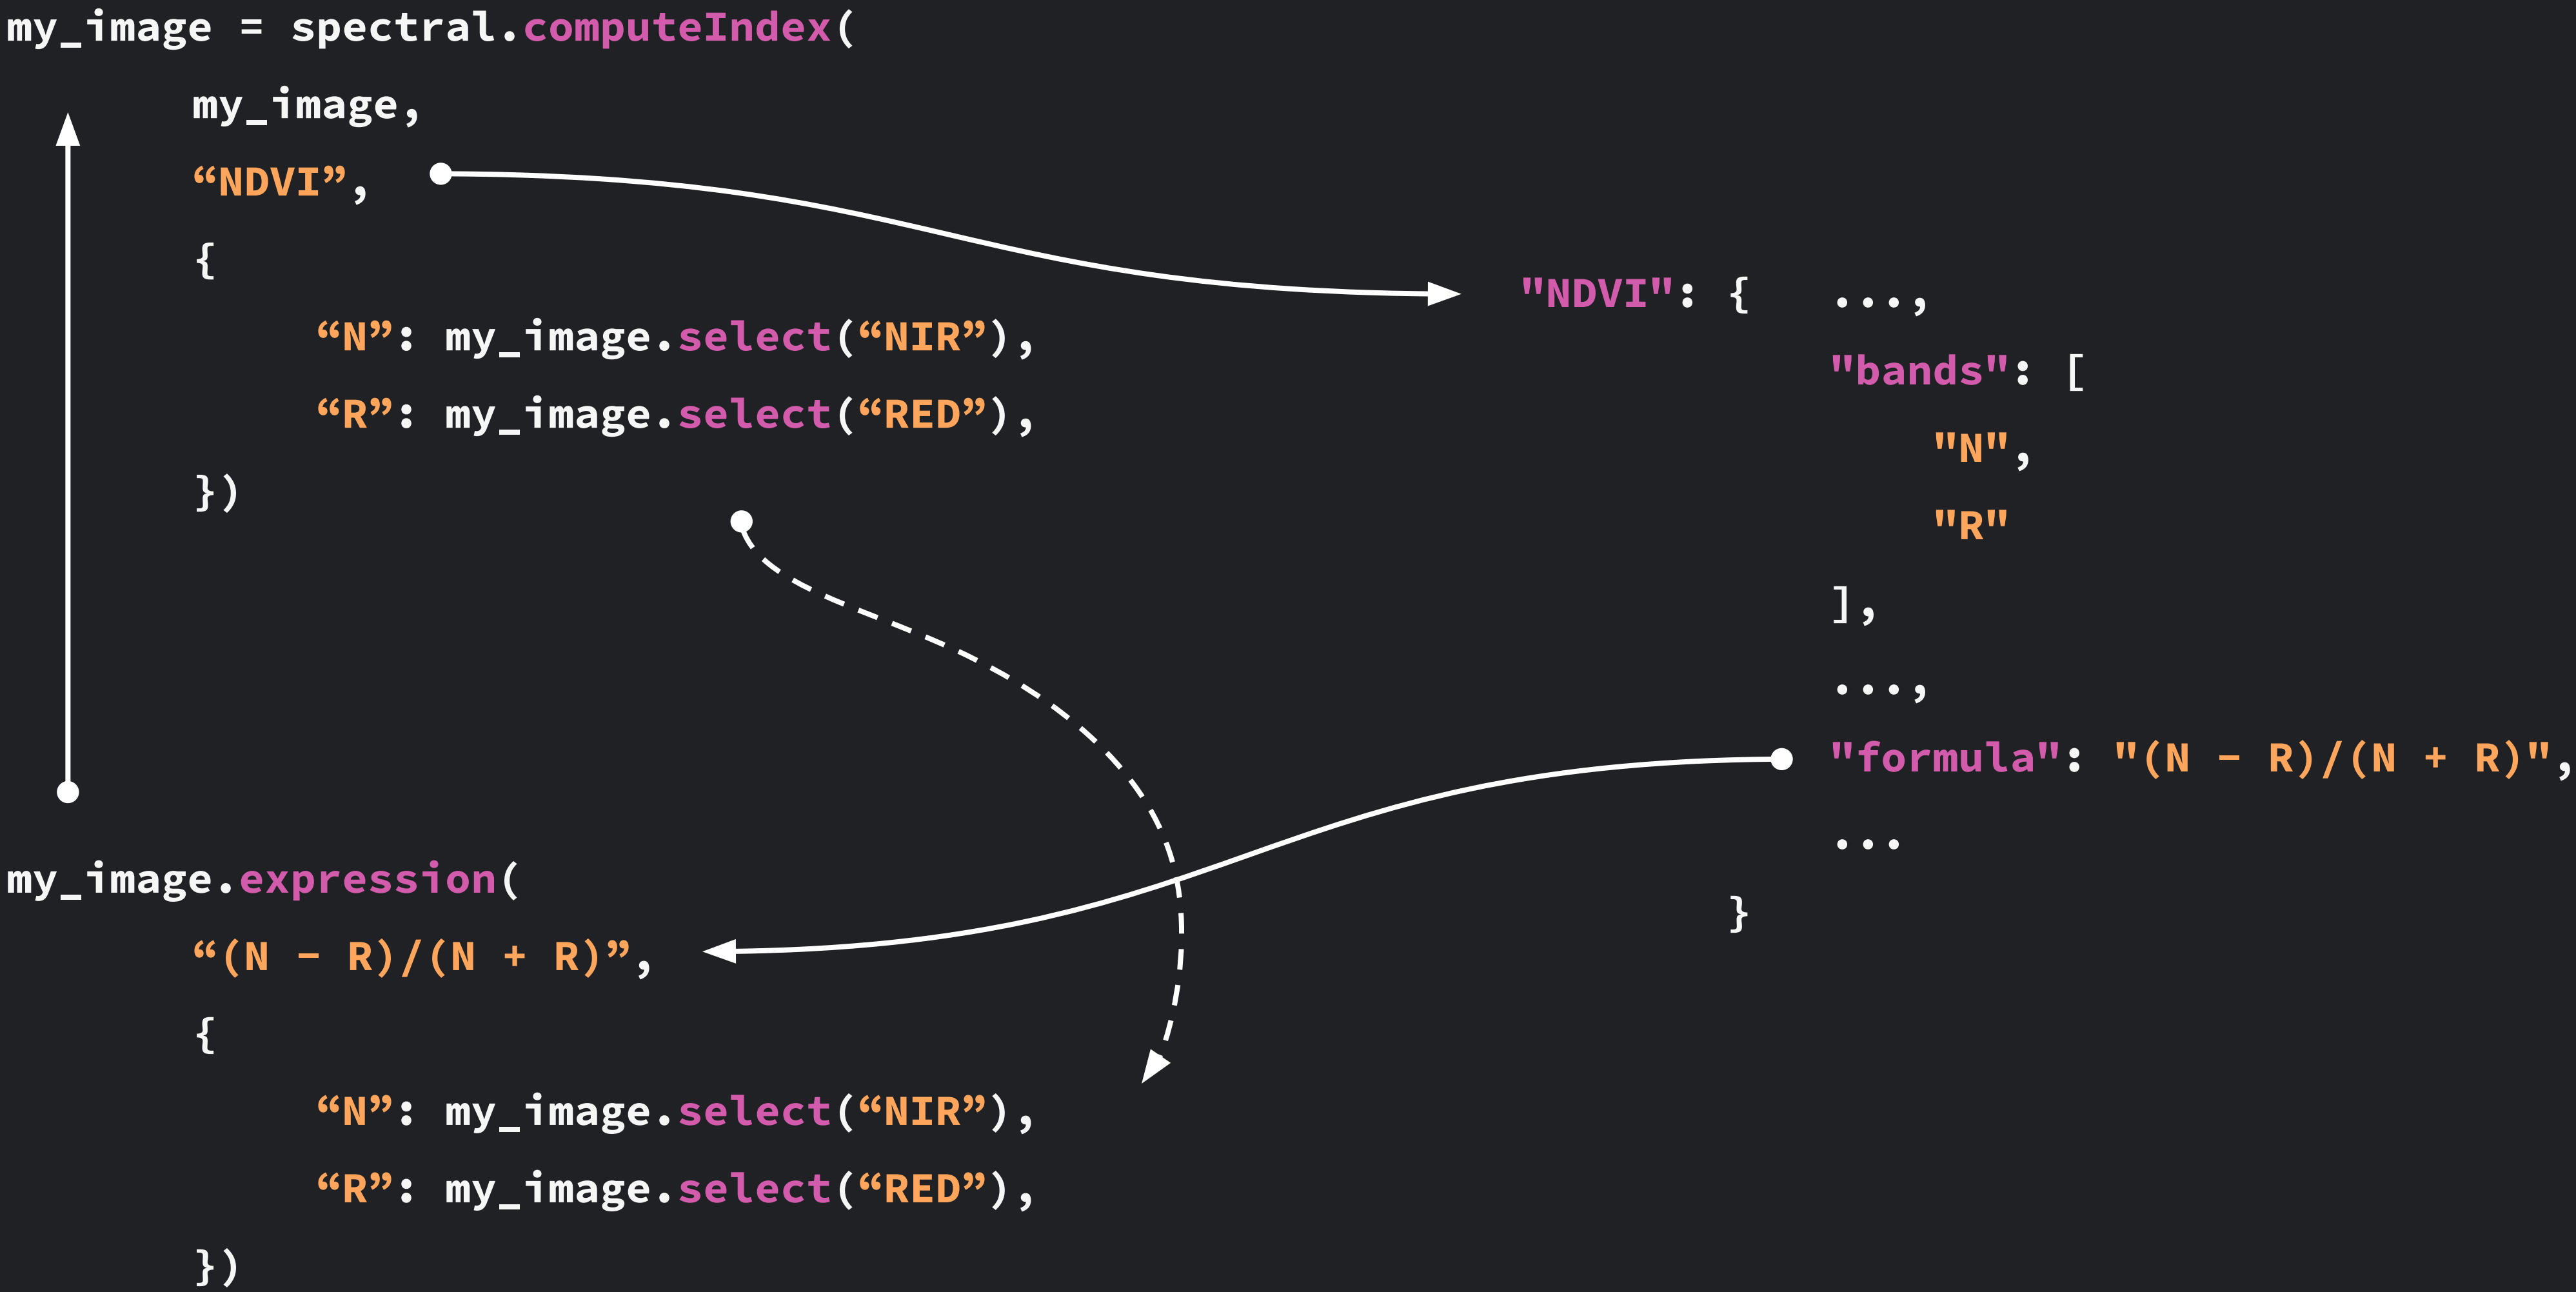 my_image = spectral.computeIndex(
my_image,
“NDVI”,
{
“N”: my_image.select(“NIR”),
“R”: my_image.select(“RED”),
})
"NDVI": { ...,
"bands": [
"N",
"R"
],
...,
"formula": "(N - R)/(N + R)",
...
}
my_image.expression(
“(N - R)/(N + R)”,
{
“N”: my_image.select(“NIR”),
“R”: my_image.select(“RED”),
})